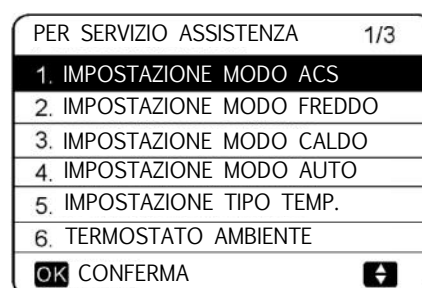 PER SERVIZIO ASSISTENZA 1/3
1. IMPOSTAZIONE MODO ACS
2. IMPOSTAZIONE MODO FREDDO
3. IMPOSTAZIONE MODO CALDO
4. IMPOSTAZIONE MODO AUTO
5. IMPOSTAZIONE TIPO TEMP.
6. TERMOSTATO AMBIENTE
OK CONFERMA